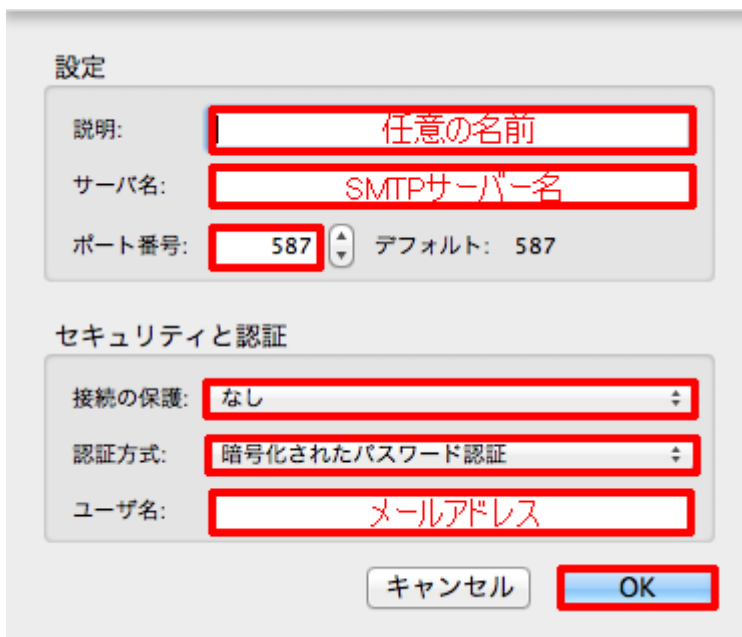 設定
説明: 任意の名前
サーバ名: SMTPサーバー名
ポート番号: 587 デフォルト: 587
セキュリティと認証
接続の保護: なし
認証方式: 暗号化されたパスワード認証
ユーザ名: メールアドレス
キャンセル OK